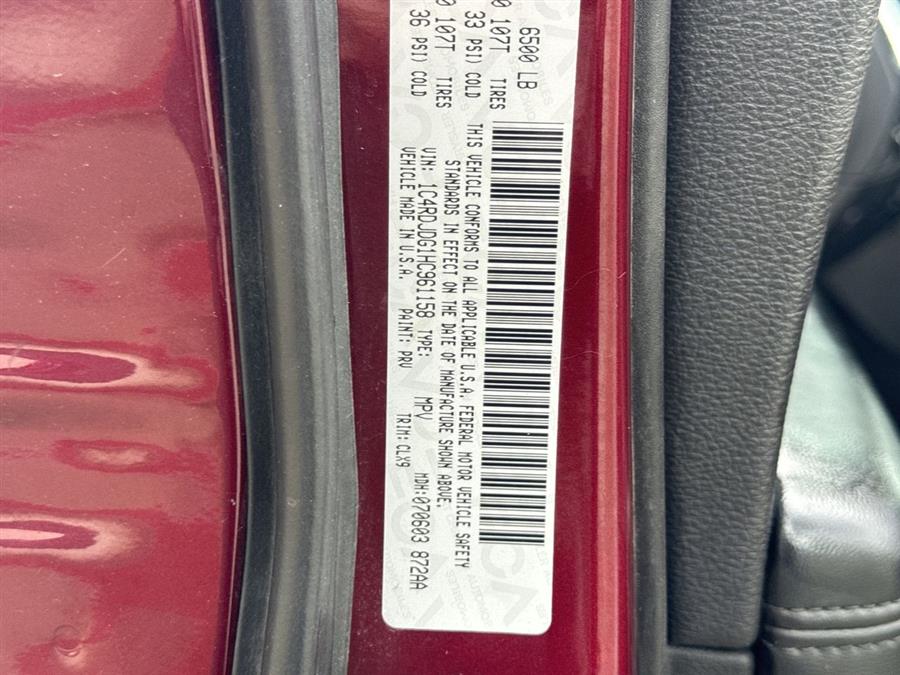 6500 LB
0 107T TIRES
33 PSI) COLD
0 107T TIRES
36 PSI) COLD
THIS VEHICLE CONFORMS TO ALL APPLICABLE U.S.A. FEDERAL MOTOR VEHICLE SAFETY
STANDARDS IN EFFECT ON THE DATE OF MANUFACTURE SHOWN ABOVE.
VIN: 1C4RDJDG1HC961158 TYPE: MPV MDH:070603 872AA
VEHICLE MADE IN U.S.A. PAINT: PRV TRIM:CLX9